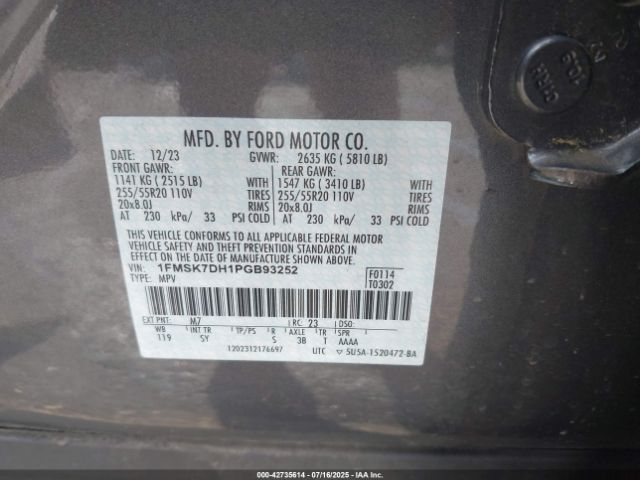 MFD. BY FORD MOTOR CO.
DATE: 12/23 GVWR: 2635 KG ( 5810 LB)
FRONT GAWR: REAR GAWR:
1141 KG ( 2515 LB) WITH 1547 KG ( 3410 LB) WITH
255/55R20 110V TIRES 255/55R20 110V TIRES
20x8.0J RIMS 20x8.0J RIMS
AT 230 kPa/ 33 PSI COLD AT 230 kPa/ 33 PSI COLD
THIS VEHICLE CONFORMS TO ALL APPLICABLE FEDERAL MOTOR
VEHICLE SAFETY AND THEFT PREVENTION STANDARDS IN
EFFECT ON THE DATE OF MANUFACTURE SHOWN ABOVE.
VIN: 1FMSK7DH1PGB93252 F0114
TYPE: MPV T0302
EXT PNT: M7 RC: 23 DSO:
WB INT TR TP/PS R AXLE TR SPR
119 SY S 3B T AAAA
1202312176697 UTC ▽ 5U5A-1520472-BA
000-42735614 - 07/16/2025 - IAAI.com